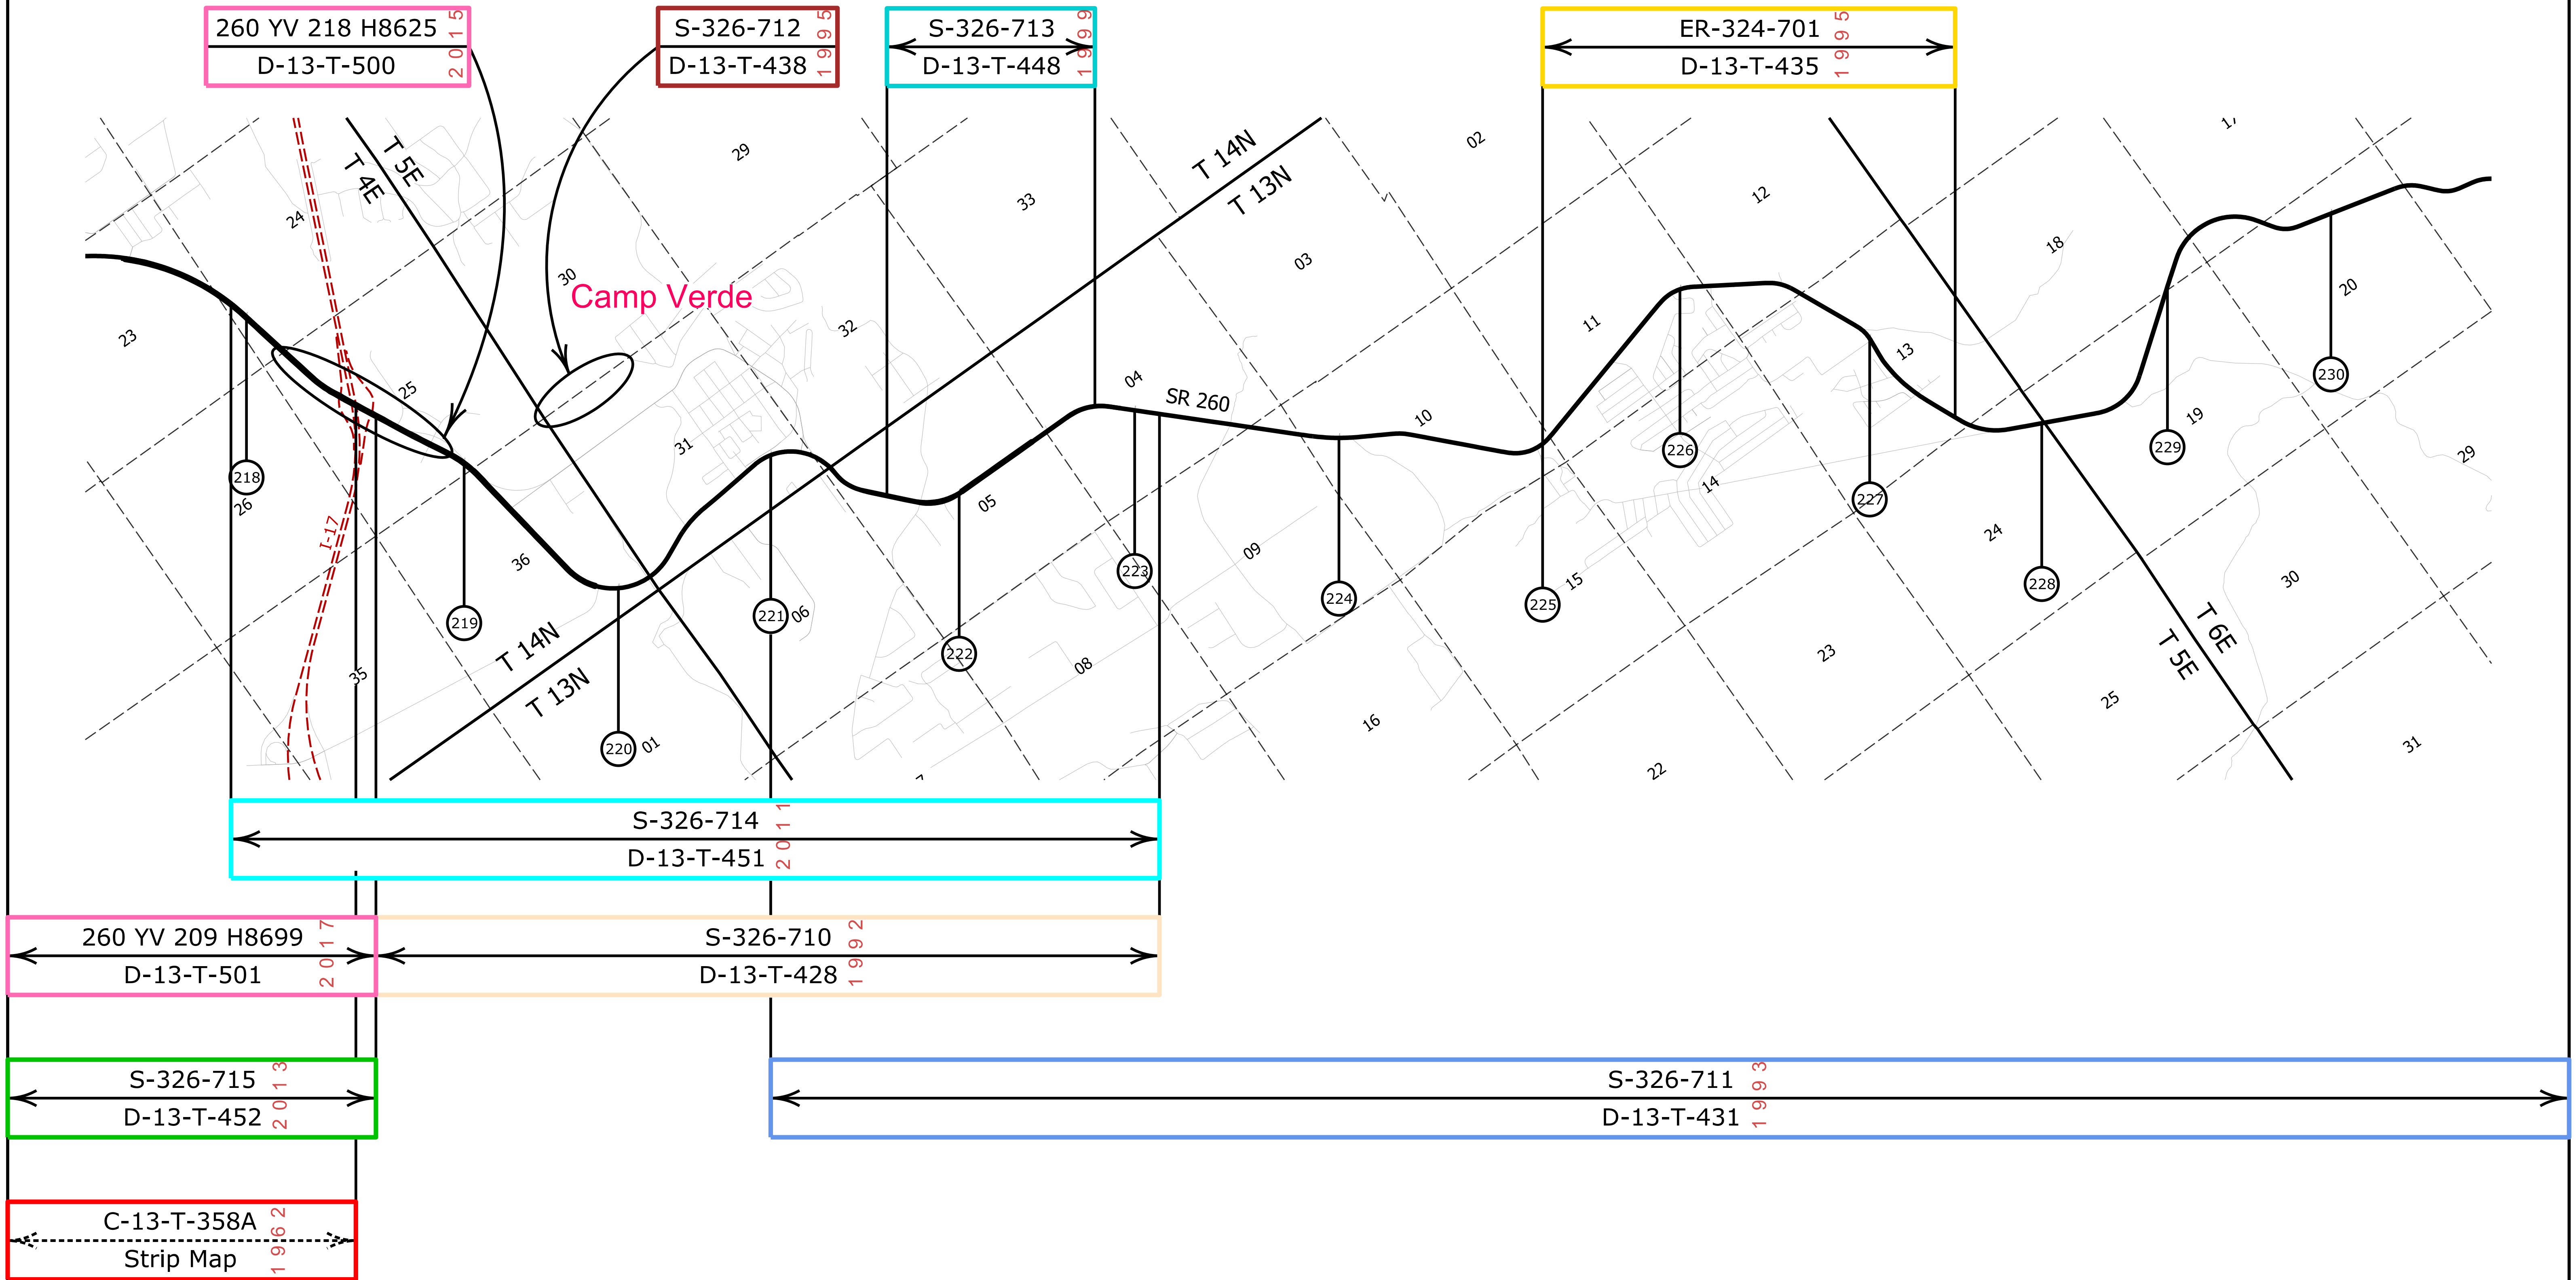 260 YV 218 H8625
D-13-T-500
2015
S-326-712
D-13-T-438
1995
S-326-713
D-13-T-448
1999
ER-324-701
D-13-T-435
1995
T 5E
T 4E
24
29
33
T 14N
T 13N
02
12
17
18
20
23
25
30
Camp Verde
32
03
11
13
04
SR 260
10
31
05
19
29
26
I-17
36
35
06
09
08
14
15
24
30
T 14N
T 13N
01
7
16
22
23
25
T 6E
T 5E
31
218
219
220
221
222
223
224
225
226
227
228
229
230
S-326-714
D-13-T-451
2011
260 YV 209 H8699
D-13-T-501
2017
S-326-710
D-13-T-428
1992
S-326-715
D-13-T-452
2013
S-326-711
D-13-T-431
1993
C-13-T-358A
Strip Map
1962